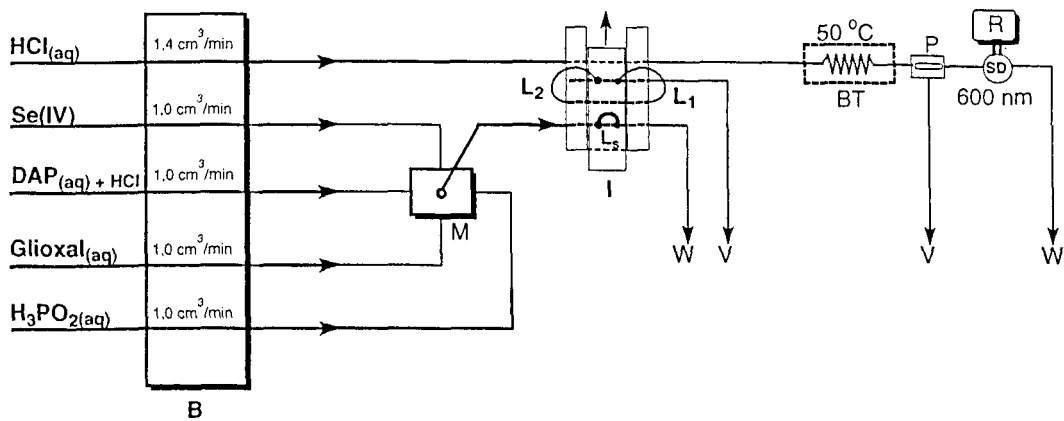 HCl(aq) 1,4 cm³/min
Se(IV) 1,0 cm³/min
DAP(aq) + HCl 1,0 cm³/min
Glioxal(aq) 1,0 cm³/min
H₃PO₂(aq) 1,0 cm³/min
B
M
L₂
L₁
Lₛ
I
W
V
50 °C
BT
P
R
SD
600 nm
V
W